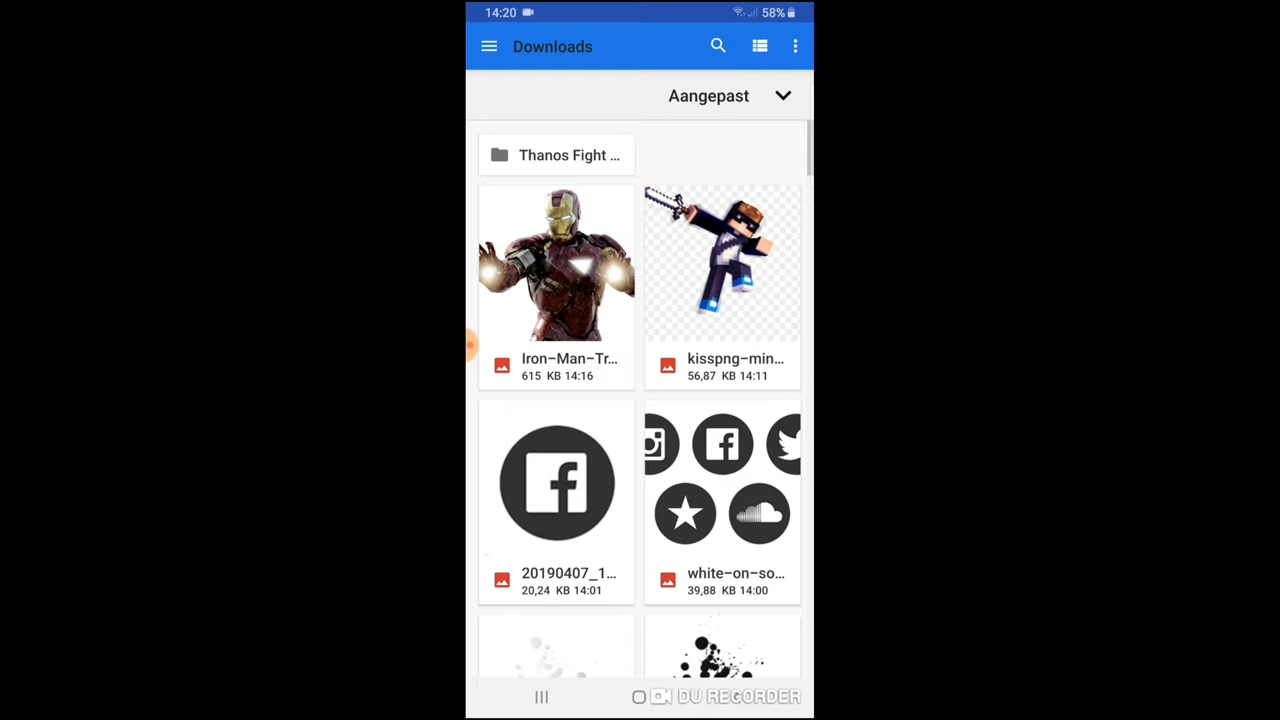 14:20
58%
Downloads
Aangepast
Thanos Fight ...
Iron-Man-Tr...
615 KB 14:16
kisspng-min...
56,87 KB 14:11
20190407_1...
20,24 KB 14:01
white-on-so...
39,88 KB 14:00
DU RECORDER